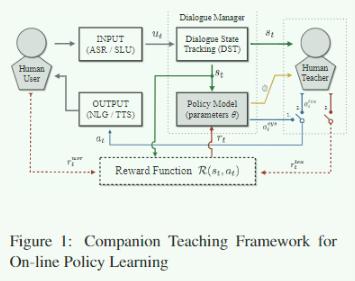 Dialogue Manager
INPUT
(ASR / SLU)
u_t
Dialogue State
Tracking (DST)
s_t
Human
User
s_t
Human
Teacher
OUTPUT
(NLG / TTS)
Policy Model
(parameters θ)
a_t
r_t
a_t^{sys}
a_t^{tea}
1
2
r_t^{usr}
Reward Function R(s_t, a_t)
r_t^{tea}
Figure 1: Companion Teaching Framework for
On-line Policy Learning